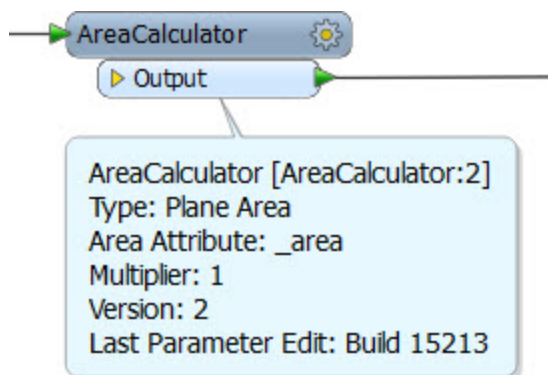 AreaCalculator
Output
AreaCalculator [AreaCalculator:2]
Type: Plane Area
Area Attribute: _area
Multiplier: 1
Version: 2
Last Parameter Edit: Build 15213